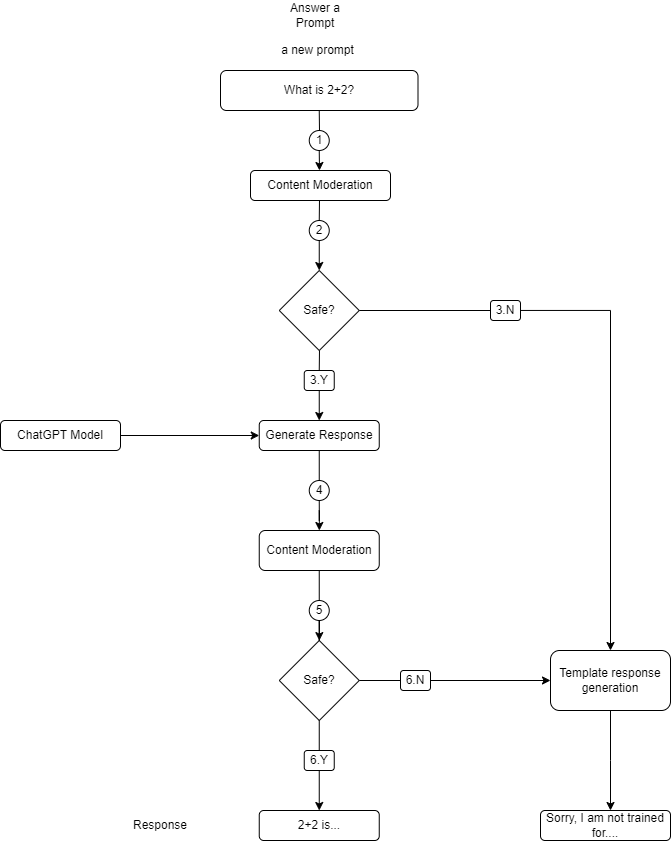 Answer a
Prompt
a new prompt
What is 2+2?
1
Content Moderation
2
Safe?
3.N
3.Y
ChatGPT Model
Generate Response
4
Content Moderation
5
Safe?
6.N
Template response
generation
6.Y
Response
2+2 is...
Sorry, I am not trained
for....